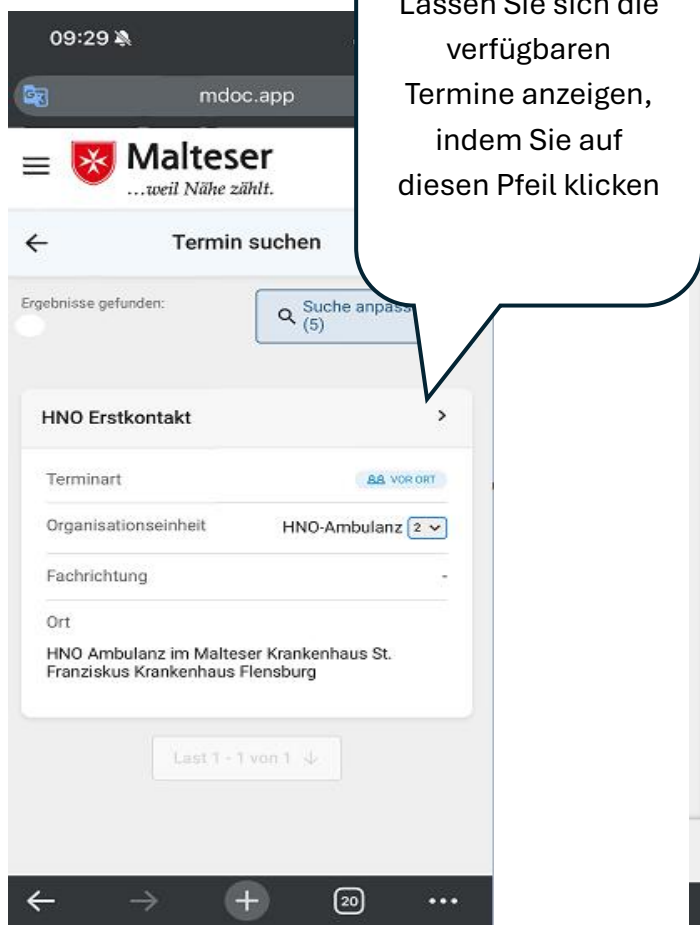 Lassen Sie sich die
verfügbaren
Termine anzeigen,
indem Sie auf
diesen Pfeil klicken
09:29
mdoc.app
Malteser
...weil Nähe zählt.
Termin suchen
Ergebnisse gefunden:
Suche anpass
(5)
HNO Erstkontakt
Terminart
VOR ORT
Organisationseinheit
HNO-Ambulanz 2
Fachrichtung
-
Ort
HNO Ambulanz im Malteser Krankenhaus St.
Franziskus Krankenhaus Flensburg
Last 1 - 1 von 1
20